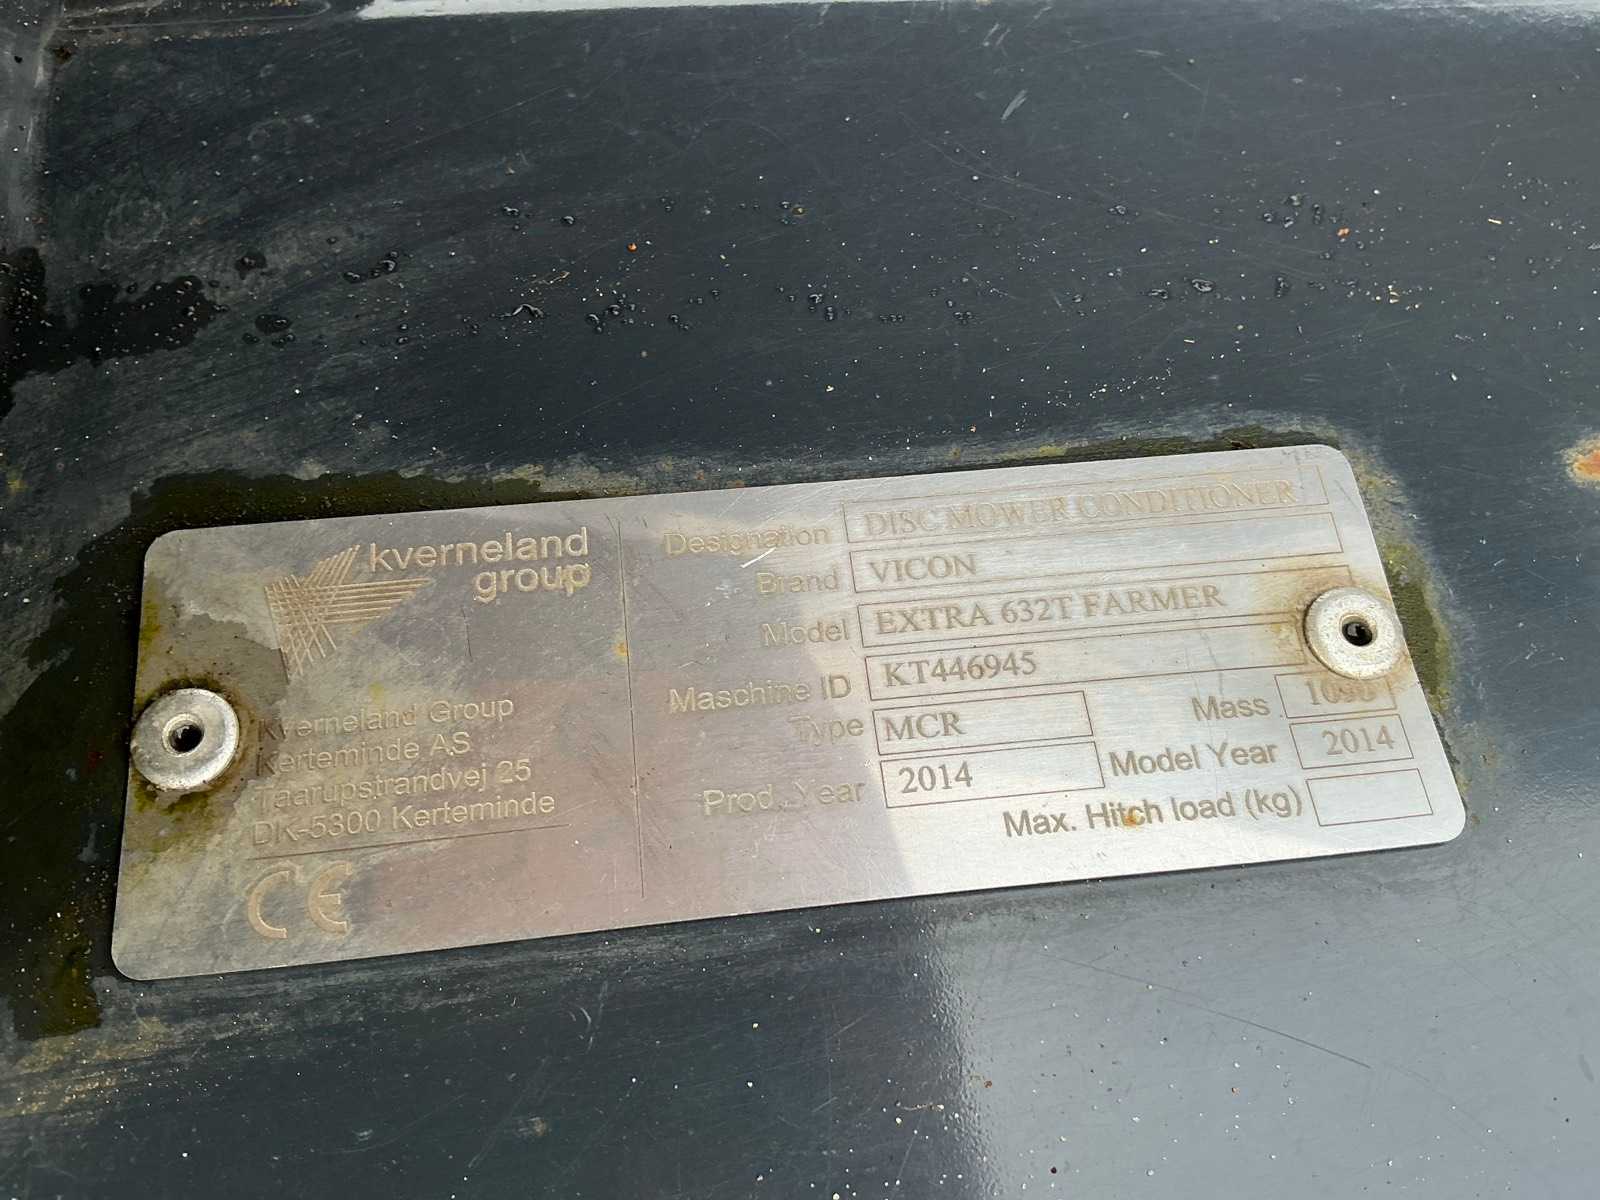 kverneland
group
Kverneland Group
Kerteminde AS
Taarupstrandvej 25
DK-5300 Kerteminde
CE
Designation DISC MOWER CONDITIONER
Brand VICON
Model EXTRA 632T FARMER
Maschine ID KT446945
Type MCR Mass
Prod. Year 2014 Model Year 2014
Max. Hitch load (kg)